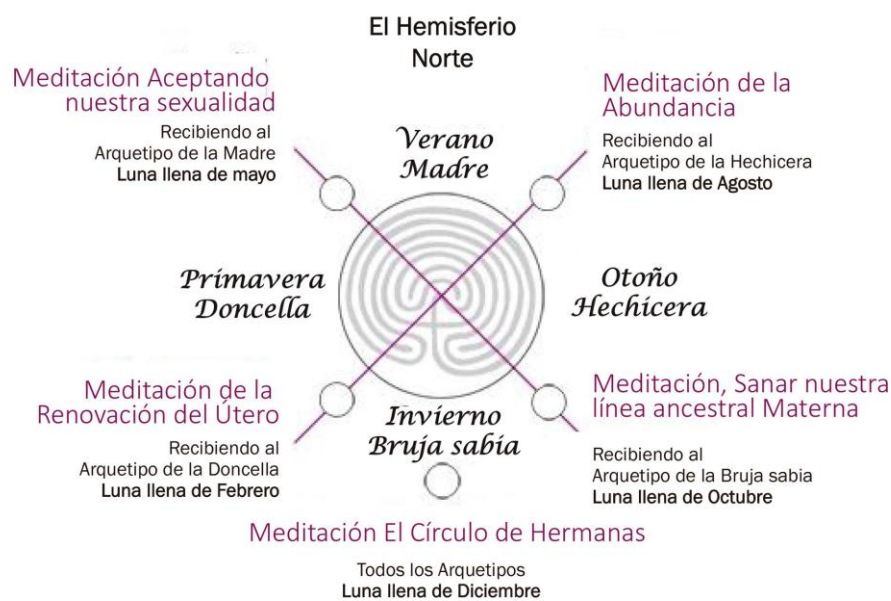 El Hemisferio
Norte
Meditación Aceptando
nuestra sexualidad
Recibiendo al
Arquetipo de la Madre
Luna llena de mayo
Meditación de la
Abundancia
Recibiendo al
Arquetipo de la Hechicera
Luna llena de Agosto
Verano
Madre
Primavera
Doncella
Otoño
Hechicera
Meditación de la
Renovación del Útero
Recibiendo al
Arquetipo de la Doncella
Luna llena de Febrero
Invierno
Bruja sabia
Meditación, Sanar nuestra
línea ancestral Materna
Recibiendo al
Arquetipo de la Bruja sabia
Luna llena de Octubre
Meditación El Círculo de Hermanas
Todos los Arquetipos
Luna llena de Diciembre